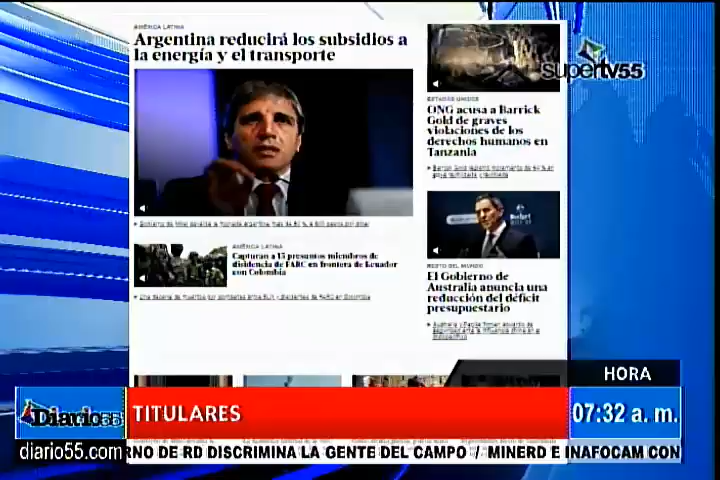 AMÉRICA LATINA
Argentina reducirá los subsidios a
la energía y el transporte
supertv55
ESTADOS UNIDOS
ONG acusa a Barrick
Gold de graves
violaciones de los
derechos humanos en
Tanzania
AMÉRICA LATINA
Capturan a 15 presuntos miembros de
disidencia de FARC en frontera de Ecuador
con Colombia
RESTO DEL MUNDO
El Gobierno de
Australia anuncia una
reducción del déficit
presupuestario
HORA
Diario55
TITULARES
07:32 a. m.
diario55.com
RNO DE RD DISCRIMINA LA GENTE DEL CAMPO / MINERD E INAFOCAM CON